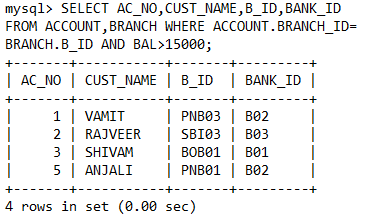 mysql> SELECT AC_NO,CUST_NAME,B_ID,BANK_ID
FROM ACCOUNT,BRANCH WHERE ACCOUNT.BRANCH_ID=
BRANCH.B_ID AND BAL>15000;
+-------+-----------+-------+---------+
| AC_NO | CUST_NAME | B_ID  | BANK_ID |
+-------+-----------+-------+---------+
|     1 | VAMIT     | PNB03 | B02     |
|     2 | RAJVEER   | SBI03 | B03     |
|     3 | SHIVAM    | BOB01 | B01     |
|     5 | ANJALI    | PNB01 | B02     |
+-------+-----------+-------+---------+
4 rows in set (0.00 sec)